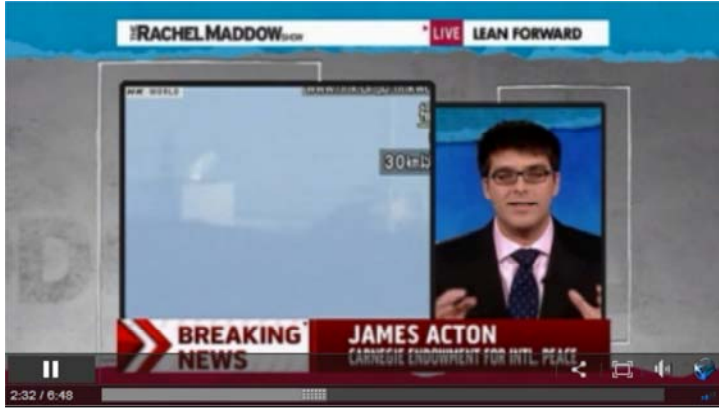 THE RACHEL MADDOW SHOW
LIVE LEAN FORWARD
WORLD
30km
BREAKING NEWS
JAMES ACTON
CARNEGIE ENDOWMENT FOR INTL. PEACE
2:32 / 6:48